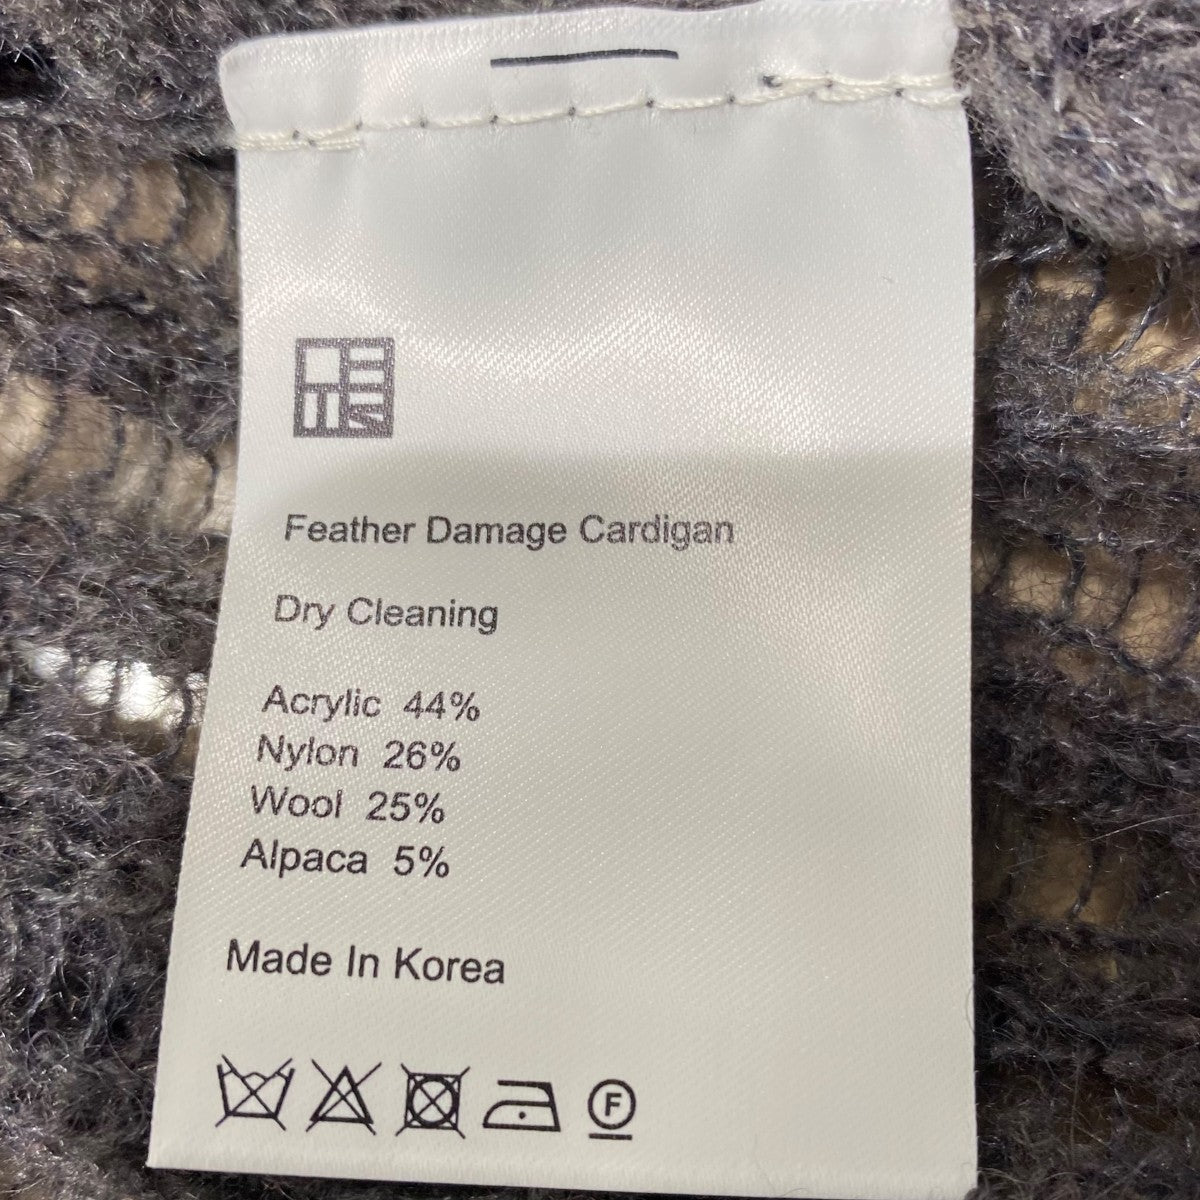 Feather Damage Cardigan
Dry Cleaning
Acrylic 44%
Nylon 26%
Wool 25%
Alpaca 5%
Made In Korea
F